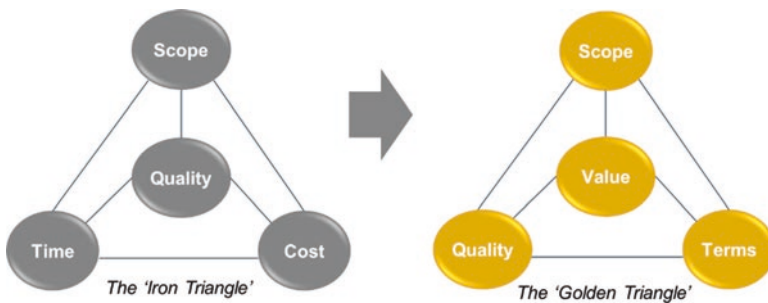 Scope
Quality
Time
Cost
The 'Iron Triangle'
Scope
Value
Quality
Terms
The 'Golden Triangle'